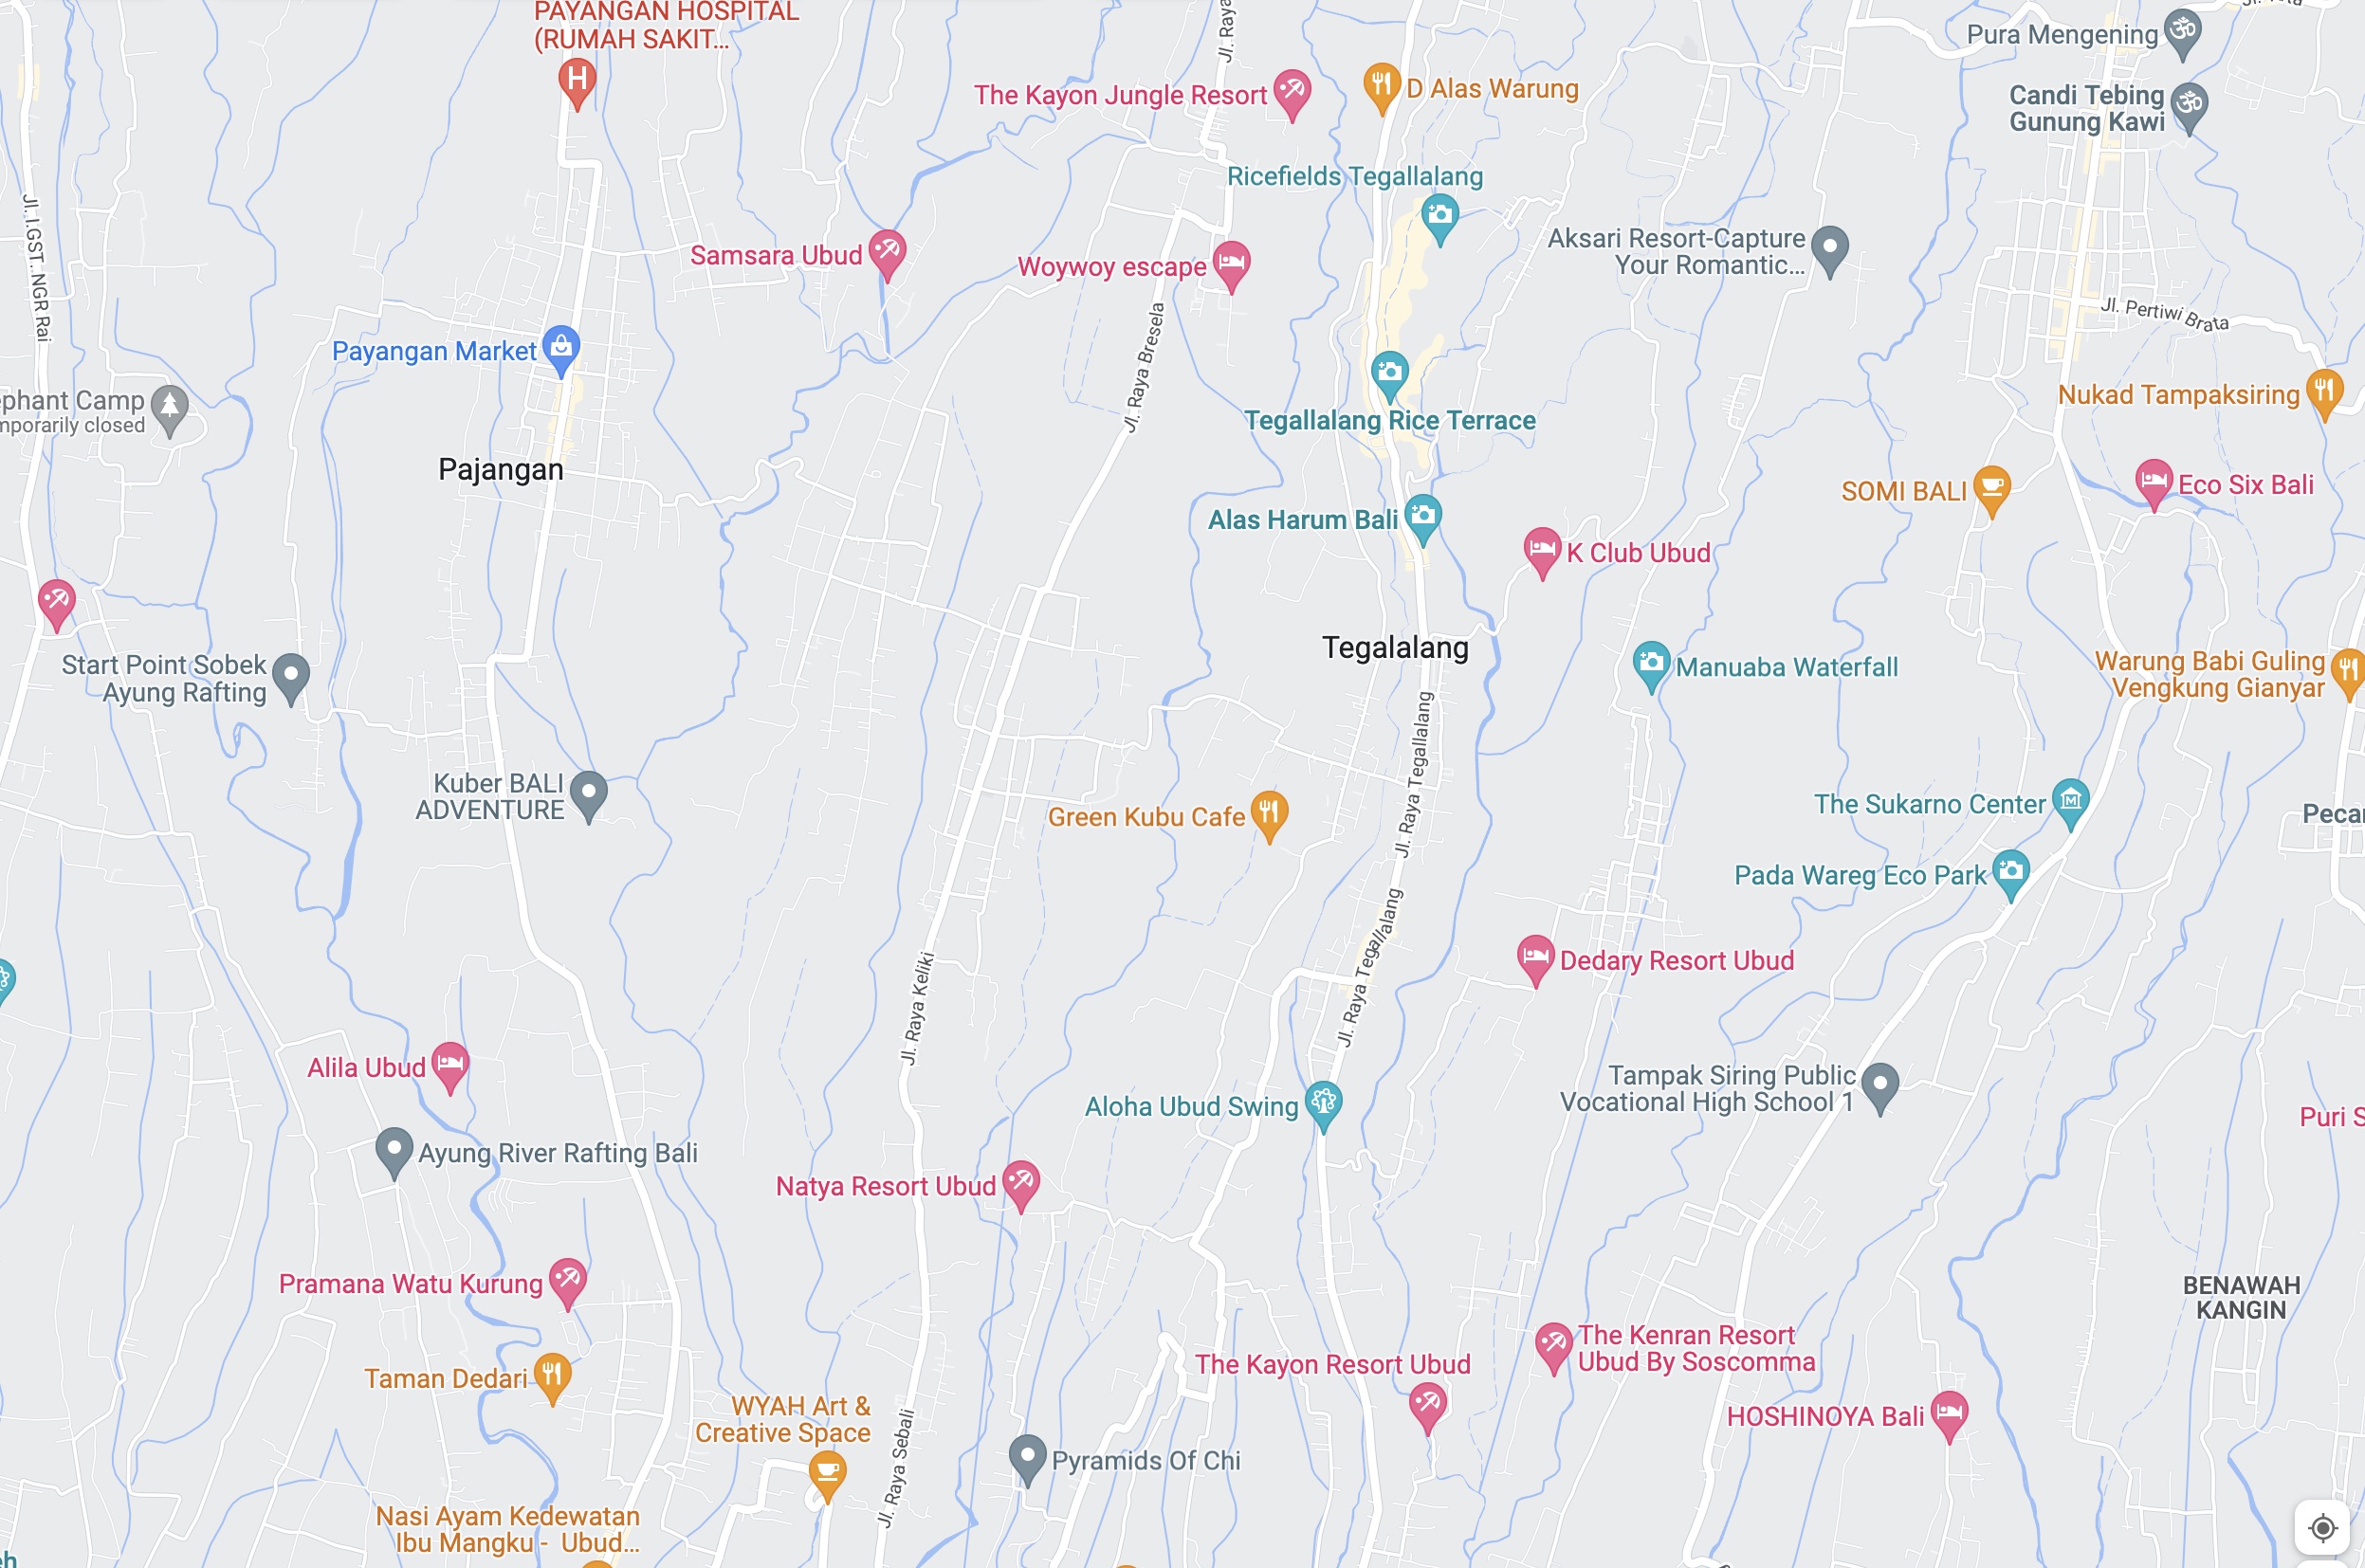 PAYANGAN HOSPITAL
(RUMAH SAKIT...
Jl. Raya
Pura Mengening
The Kayon Jungle Resort
D Alas Warung
Candi Tebing
Gunung Kawi
Ricefields Tegallalang
Jl. I.GST. NGR Rai
Samsara Ubud
Woywoy escape
Aksari Resort-Capture
Your Romantic...
Jl. Pertiwi Brata
Payangan Market
Jl. Raya Bresela
Nukad Tampaksiring
phant Camp
mporarily closed
Tegallalang Rice Terrace
Pajangan
SOMI BALI
Eco Six Bali
Alas Harum Bali
K Club Ubud
Tegalalang
Start Point Sobek
Ayung Rafting
Manuaba Waterfall
Warung Babi Guling
Vengkung Gianyar
Jl. Raya Tegallalang
Kuber BALI
ADVENTURE
Green Kubu Cafe
The Sukarno Center
Pecar
Pada Wareg Eco Park
Jl. Raya Tegallalang
Dedary Resort Ubud
Jl. Raya Keliki
Alila Ubud
Tampak Siring Public
Vocational High School 1
Aloha Ubud Swing
Puri S
Ayung River Rafting Bali
Natya Resort Ubud
Pramana Watu Kurung
BENAWAH
KANGIN
The Kenran Resort
Ubud By Soscomma
The Kayon Resort Ubud
Taman Dedari
WYAH Art &
Creative Space
HOSHINOYA Bali
Jl. Raya Sebali
Pyramids Of Chi
Nasi Ayam Kedewatan
Ibu Mangku - Ubud...